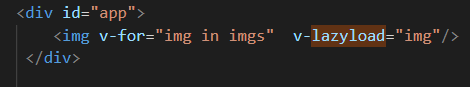 <div id="app">
<img v-for="img in imgs"  v-lazyload="img"/>
</div>